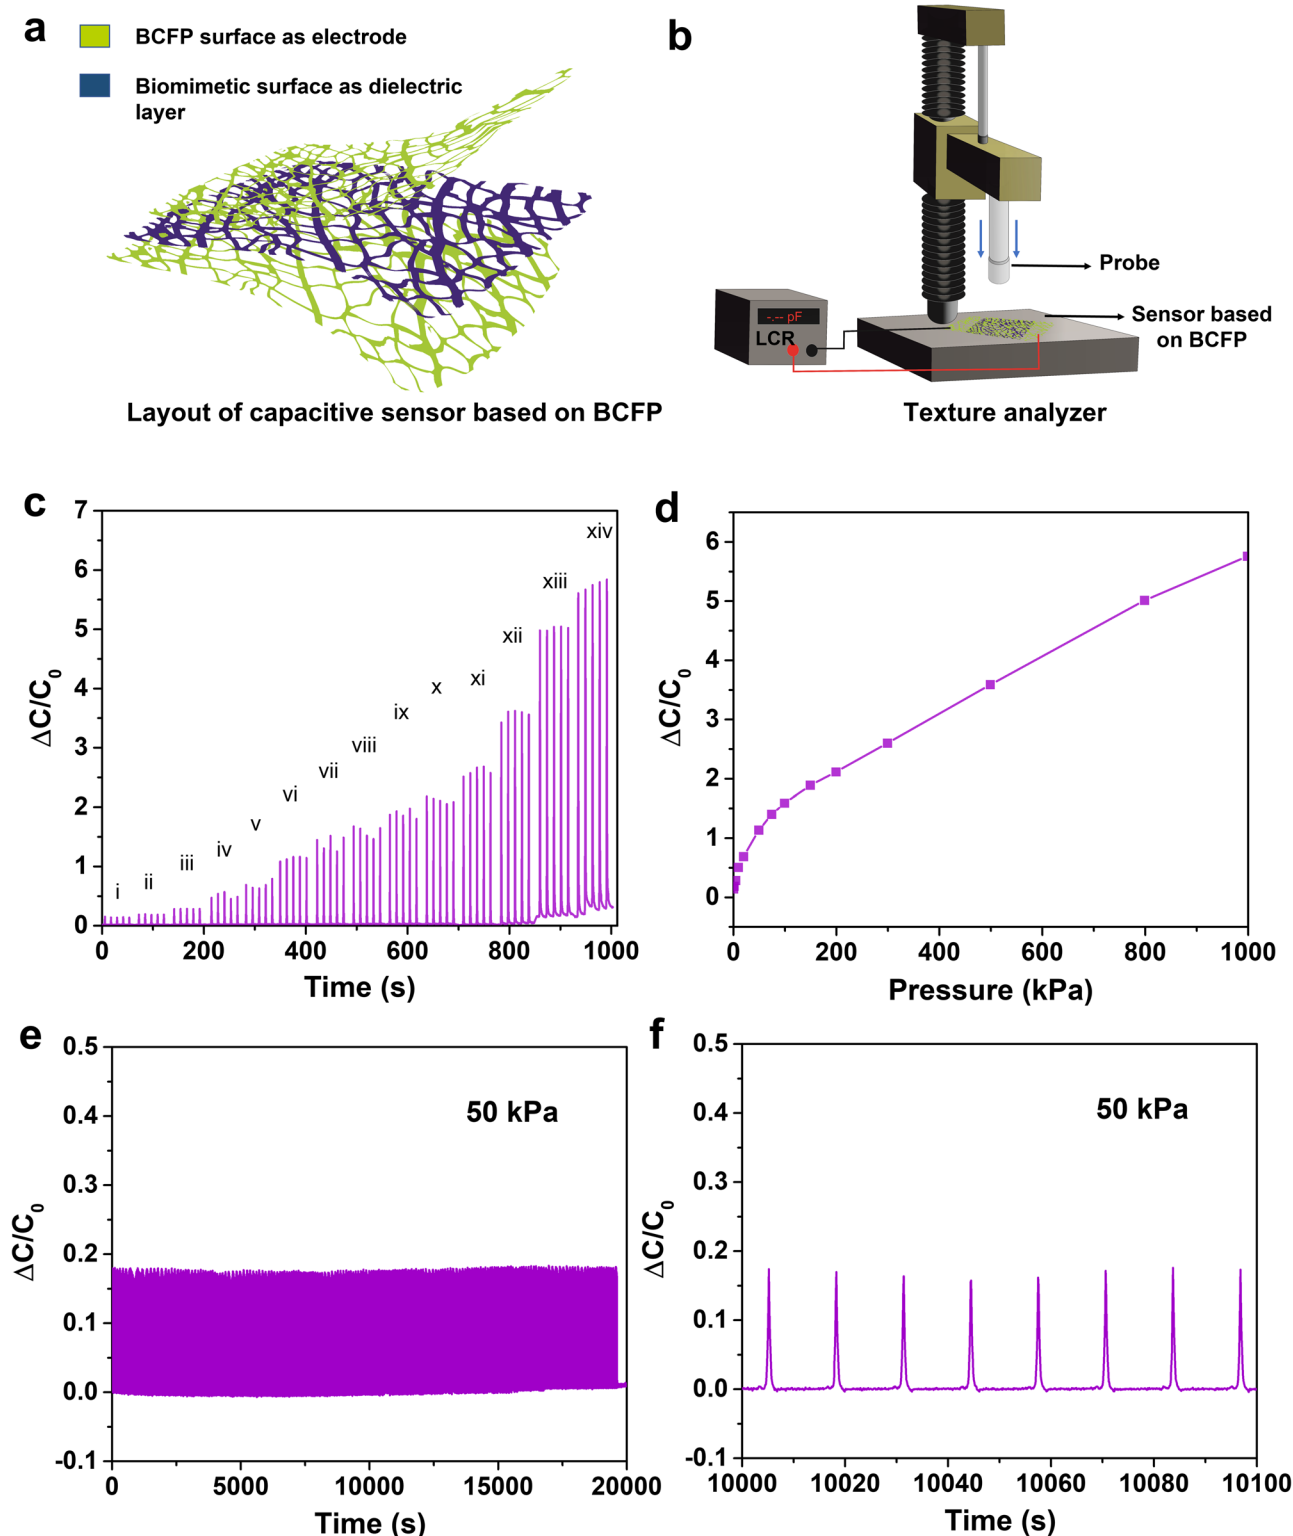 a
BCFP surface as electrode
Biomimetic surface as dielectric
layer
Layout of capacitive sensor based on BCFP
b
-.-- pF
LCR
Probe
Sensor based
on BCFP
Texture analyzer
c
7
6
5
4
3
2
1
0
ΔC/C0
i
ii
iii
iv
v
vi
vii
viii
ix
x
xi
xii
xiii
xiv
0 200 400 600 800 1000
Time (s)
d
6
5
4
3
2
1
0
ΔC/C0
0 200 400 600 800 1000
Pressure (kPa)
e
0.5
0.4
0.3
0.2
0.1
0.0
-0.1
ΔC/C0
50 kPa
0 5000 10000 15000 20000
Time (s)
f
0.5
0.4
0.3
0.2
0.1
0.0
-0.1
ΔC/C0
50 kPa
10000 10020 10040 10060 10080 10100
Time (s)